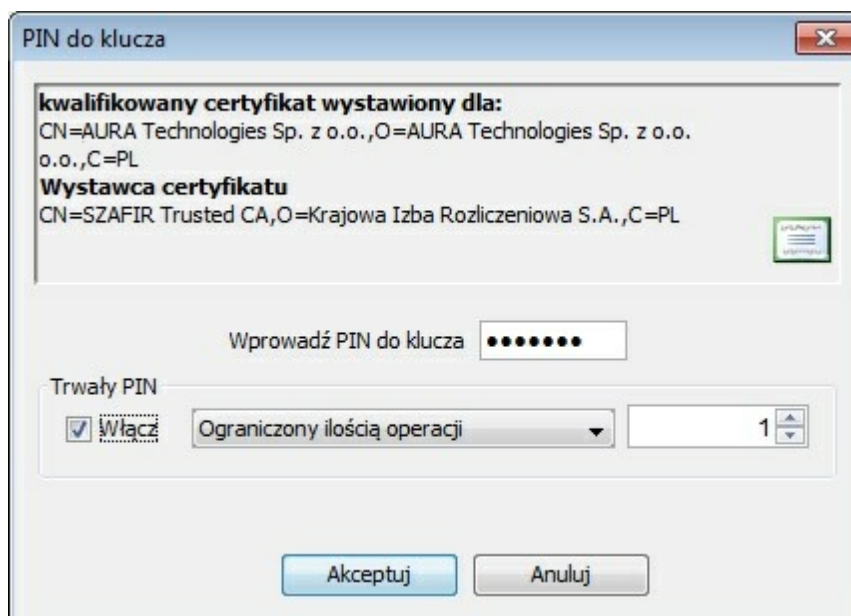 PIN do klucza
kwalifikowany certyfikat wystawiony dla:
CN=AURA Technologies Sp. z o.o.,O=AURA Technologies Sp. z o.o.
o.o.,C=PL
Wystawca certyfikatu
CN=SZAFIR Trusted CA,O=Krajowa Izba Rozliczeniowa S.A.,C=PL
Wprowadź PIN do klucza •••••••
Trwały PIN
Włącz Ograniczony ilością operacji 1
Akceptuj Anuluj